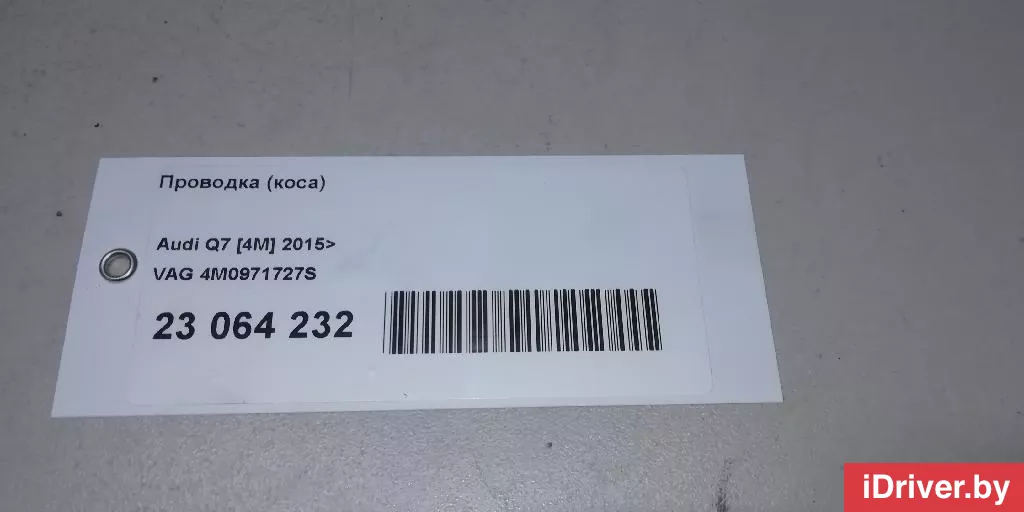 Проводка (коса)
Audi Q7 [4M] 2015>
VAG 4M0971727S
23 064 232
iDriver.by